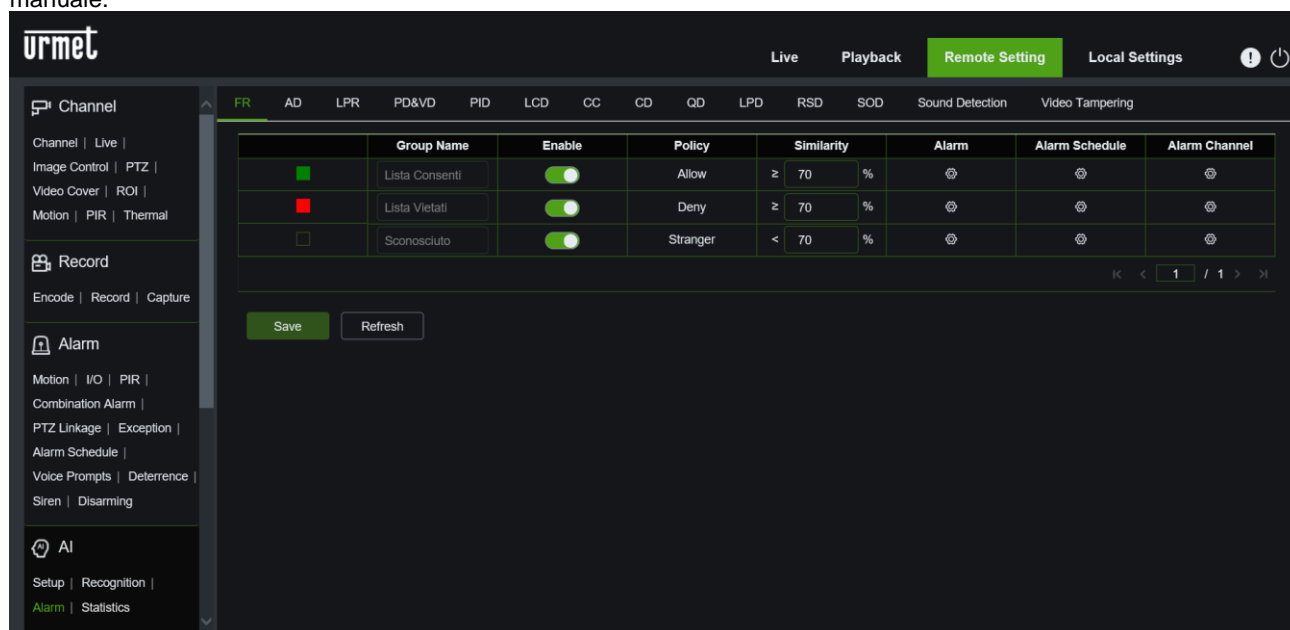 manuale.
urmet
Live Playback Remote Setting Local Settings
Channel
Channel | Live |
Image Control | PTZ |
Video Cover | ROI |
Motion | PIR | Thermal
Record
Encode | Record | Capture
Alarm
Motion | I/O | PIR |
Combination Alarm |
PTZ Linkage | Exception |
Alarm Schedule |
Voice Prompts | Deterrence |
Siren | Disarming
AI
Setup | Recognition |
Alarm | Statistics
FR AD LPR PD&VD PID LCD CC CD QD LPD RSD SOD Sound Detection Video Tampering
Group Name Enable Policy Similarity Alarm Alarm Schedule Alarm Channel
Lista Consenti Allow ≥ 70 %
Lista Vietati Deny ≥ 70 %
Sconosciuto Stranger < 70 %
1 / 1
Save Refresh